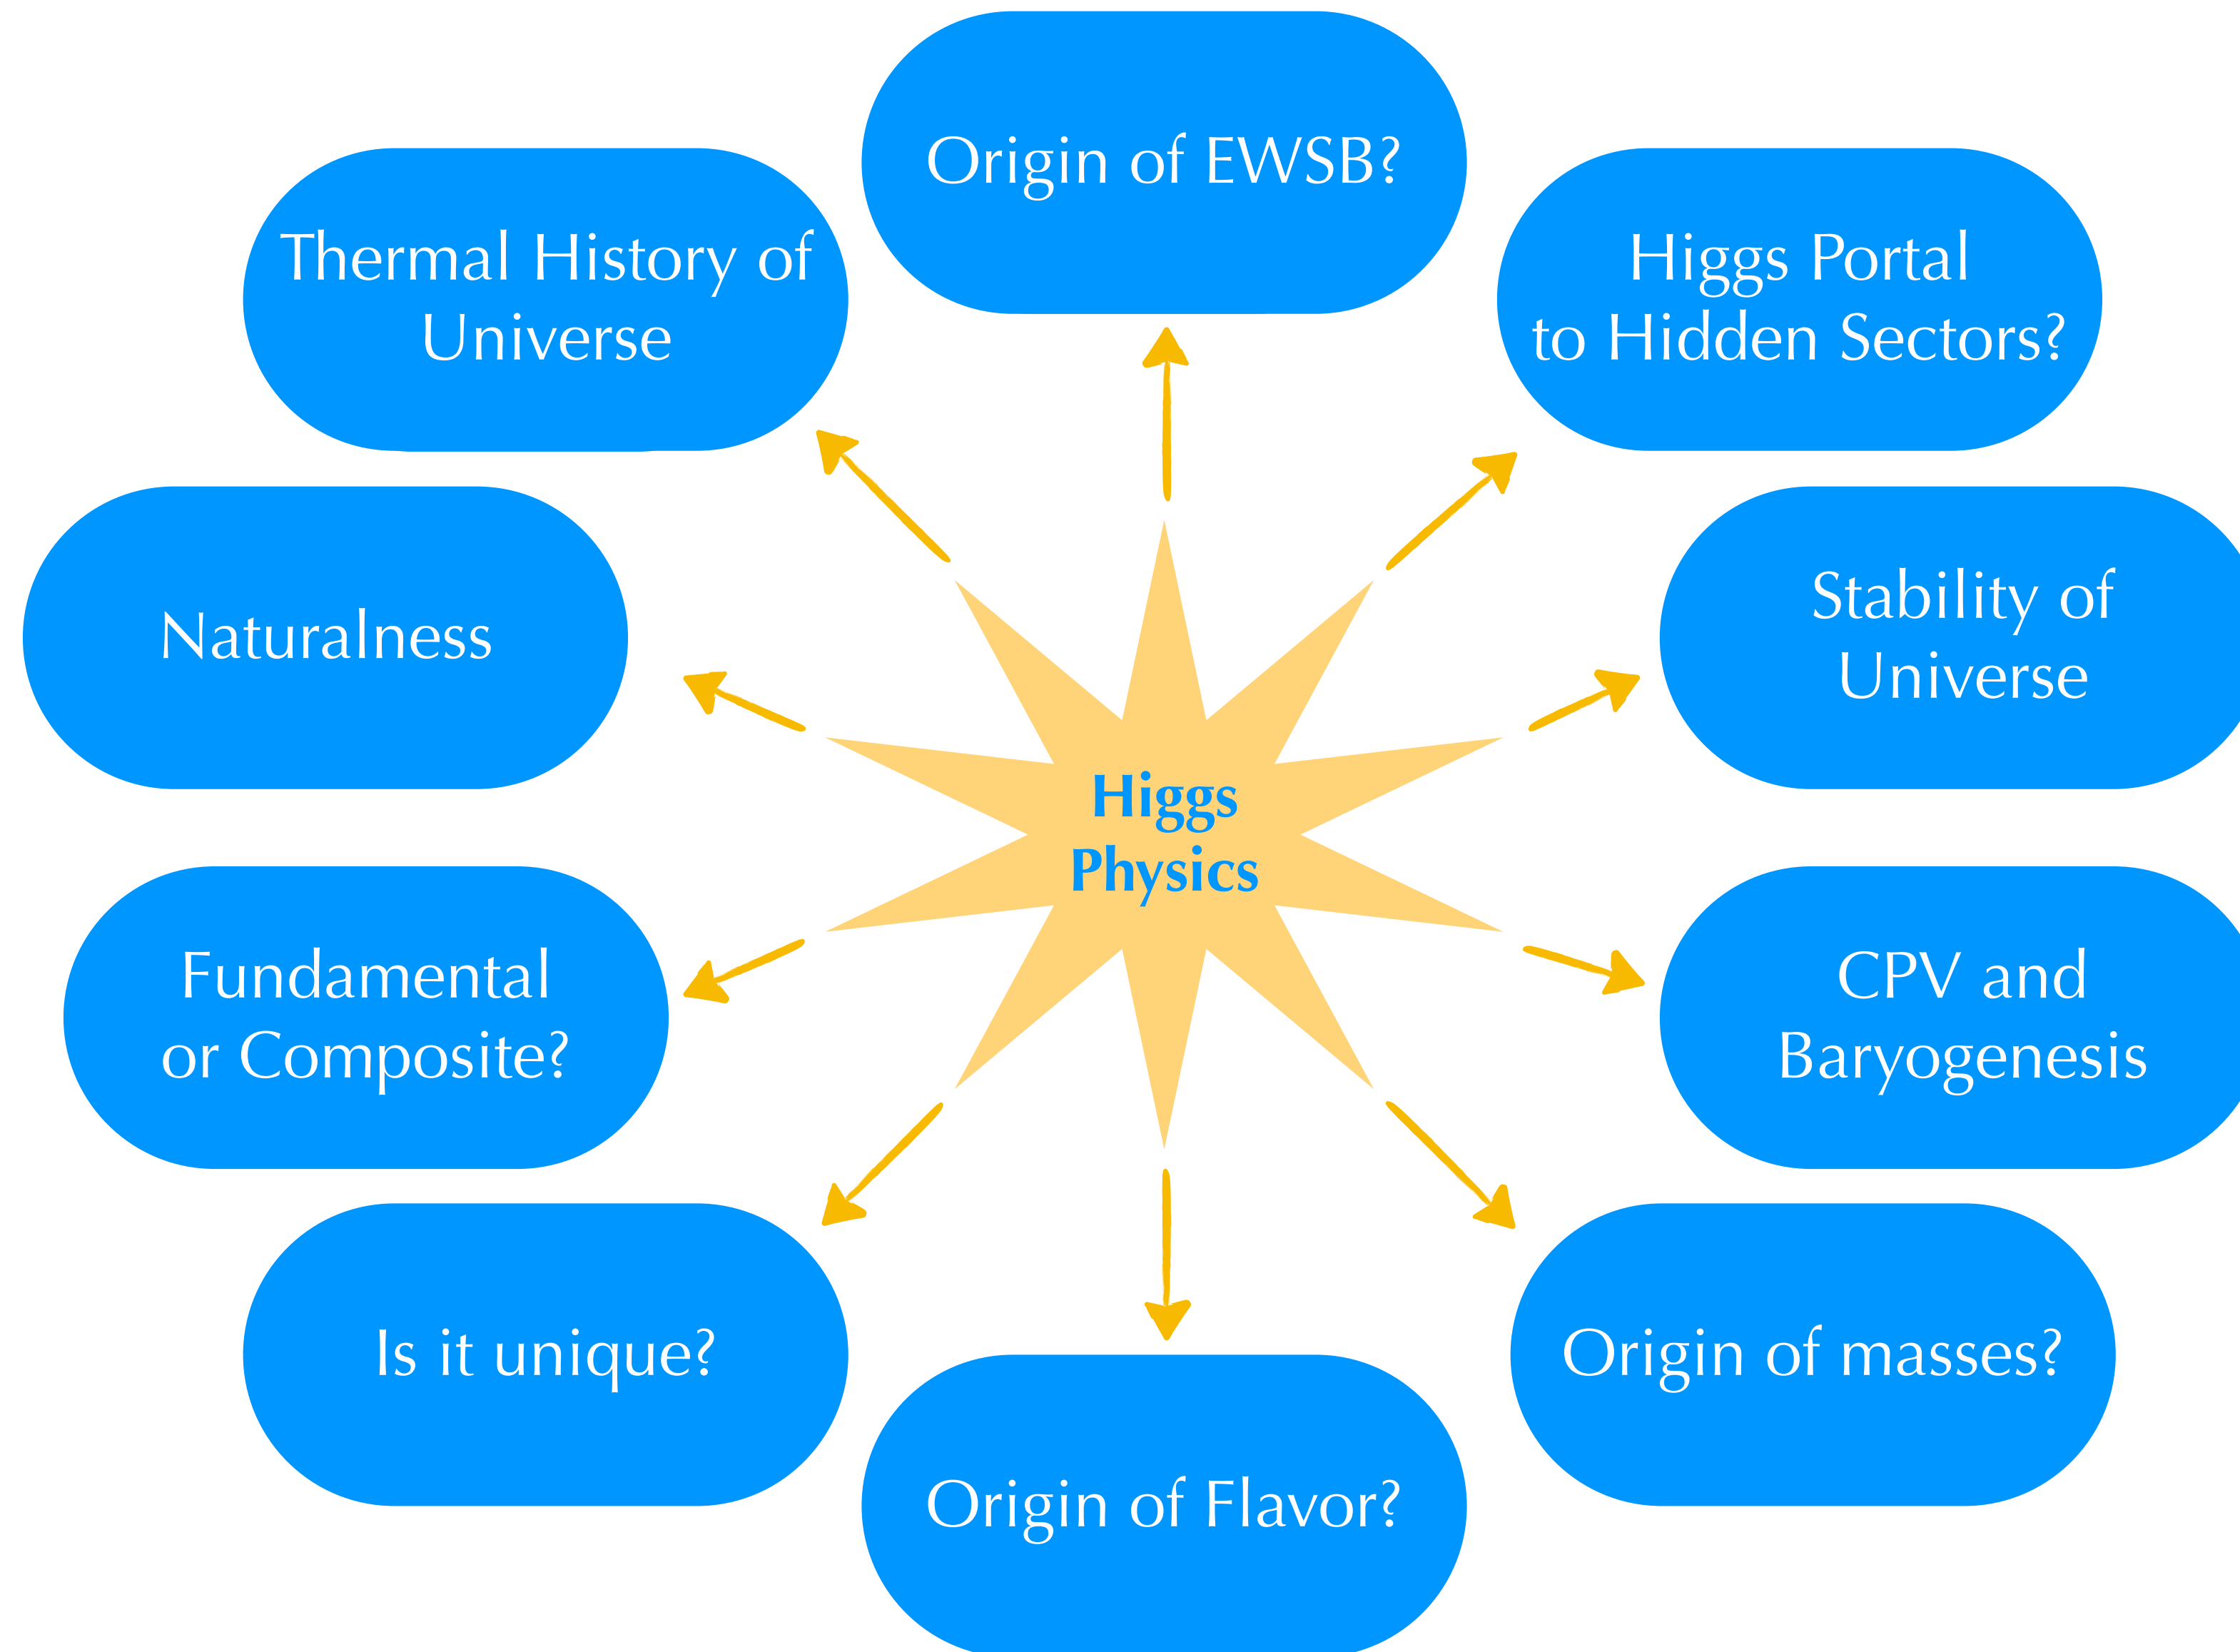 Origin of EWSB?
Thermal History of
Universe
Higgs Portal
to Hidden Sectors?
Naturalness
Stability of
Universe
Higgs
Physics
Fundamental
or Composite?
CPV and
Baryogenesis
Is it unique?
Origin of masses?
Origin of Flavor?